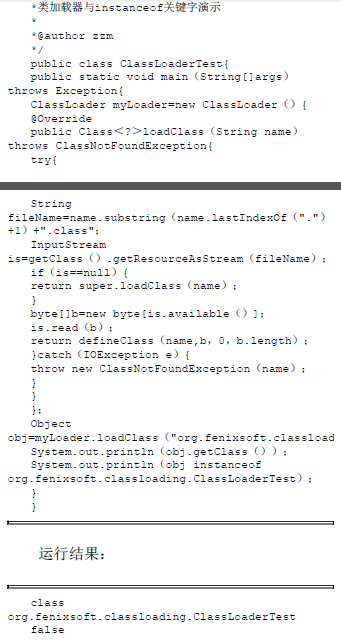 *类加载器与instanceof关键字演示
*
*@author zzm
*/
public class ClassLoaderTest{
public static void main（String[]args）
throws Exception{
ClassLoader myLoader=new ClassLoader（）{
@Override
public Class＜?＞loadClass（String name）
throws ClassNotFoundException{
try{
String
fileName=name.substring（name.lastIndexOf（"."）
+1）+".class"；
InputStream
is=getClass（）.getResourceAsStream（fileName）；
if（is==null）{
return super.loadClass（name）；
}
byte[]b=new byte[is.available（）]；
is.read（b）；
return defineClass（name,b，0，b.length）；
}catch（IOException e）{
throw new ClassNotFoundException（name）；
}
}
}；
Object
obj=myLoader.loadClass（"org.fenixsoft.classload
System.out.println（obj.getClass（））；
System.out.println（obj instanceof
org.fenixsoft.classloading.ClassLoaderTest）；
}
}
运行结果：
class
org.fenixsoft.classloading.ClassLoaderTest
false